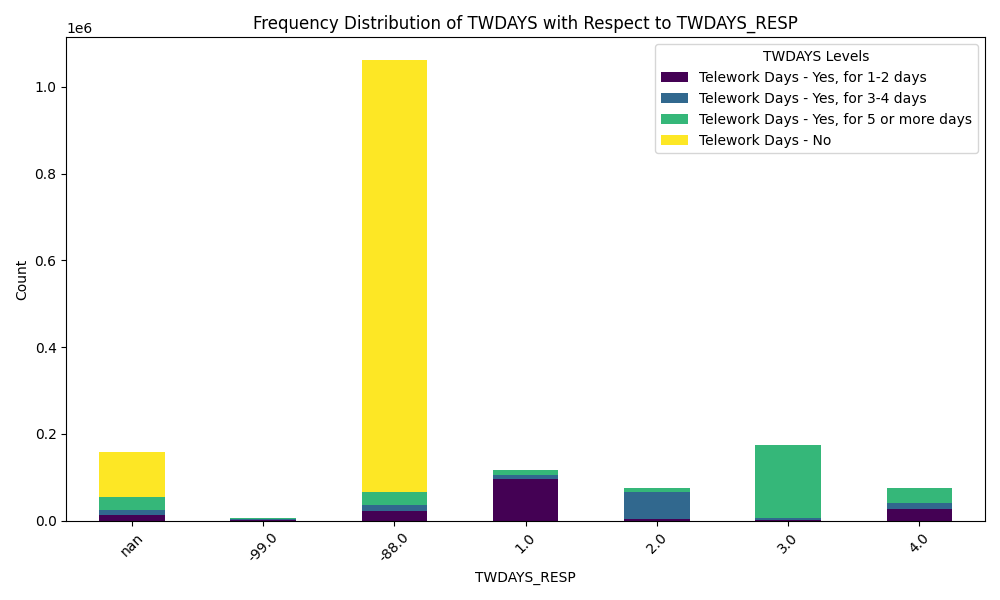 Frequency Distribution of TWDAYS with Respect to TWDAYS_RESP
1e6
TWDAYS Levels
Telework Days - Yes, for 1-2 days
Telework Days - Yes, for 3-4 days
Telework Days - Yes, for 5 or more days
Telework Days - No
1.0
0.8
0.6
0.4
0.2
0.0
Count
nan
-99.0
-88.0
1.0
2.0
3.0
4.0
TWDAYS_RESP